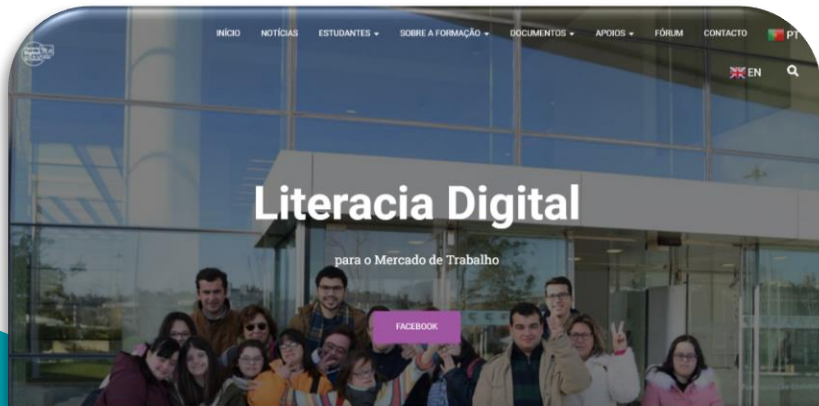 INÍCIO NOTÍCIAS ESTUDANTES SOBRE A FORMAÇÃO DOCUMENTOS APOIOS FÓRUM CONTACTO PT
EN
Literacia Digital
para o Mercado de Trabalho
FACEBOOK